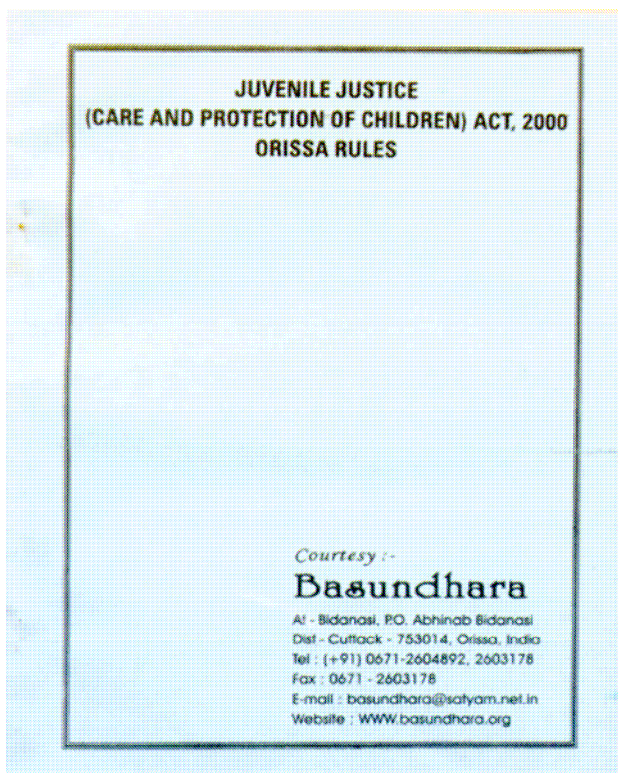 JUVENILE JUSTICE
(CARE AND PROTECTION OF CHILDREN) ACT, 2000
ORISSA RULES
Courtesy :-
Basundhara
At - Bidanasi, P.O. Abhinab Bidanasi
Dist - Cuttack - 753014, Orissa, India
Tel : (+91) 0671-2604892, 2603178
Fax : 0671 - 2603178
E-mail : basundhara@satyam.net.in
Website : WWW.basundhara.org